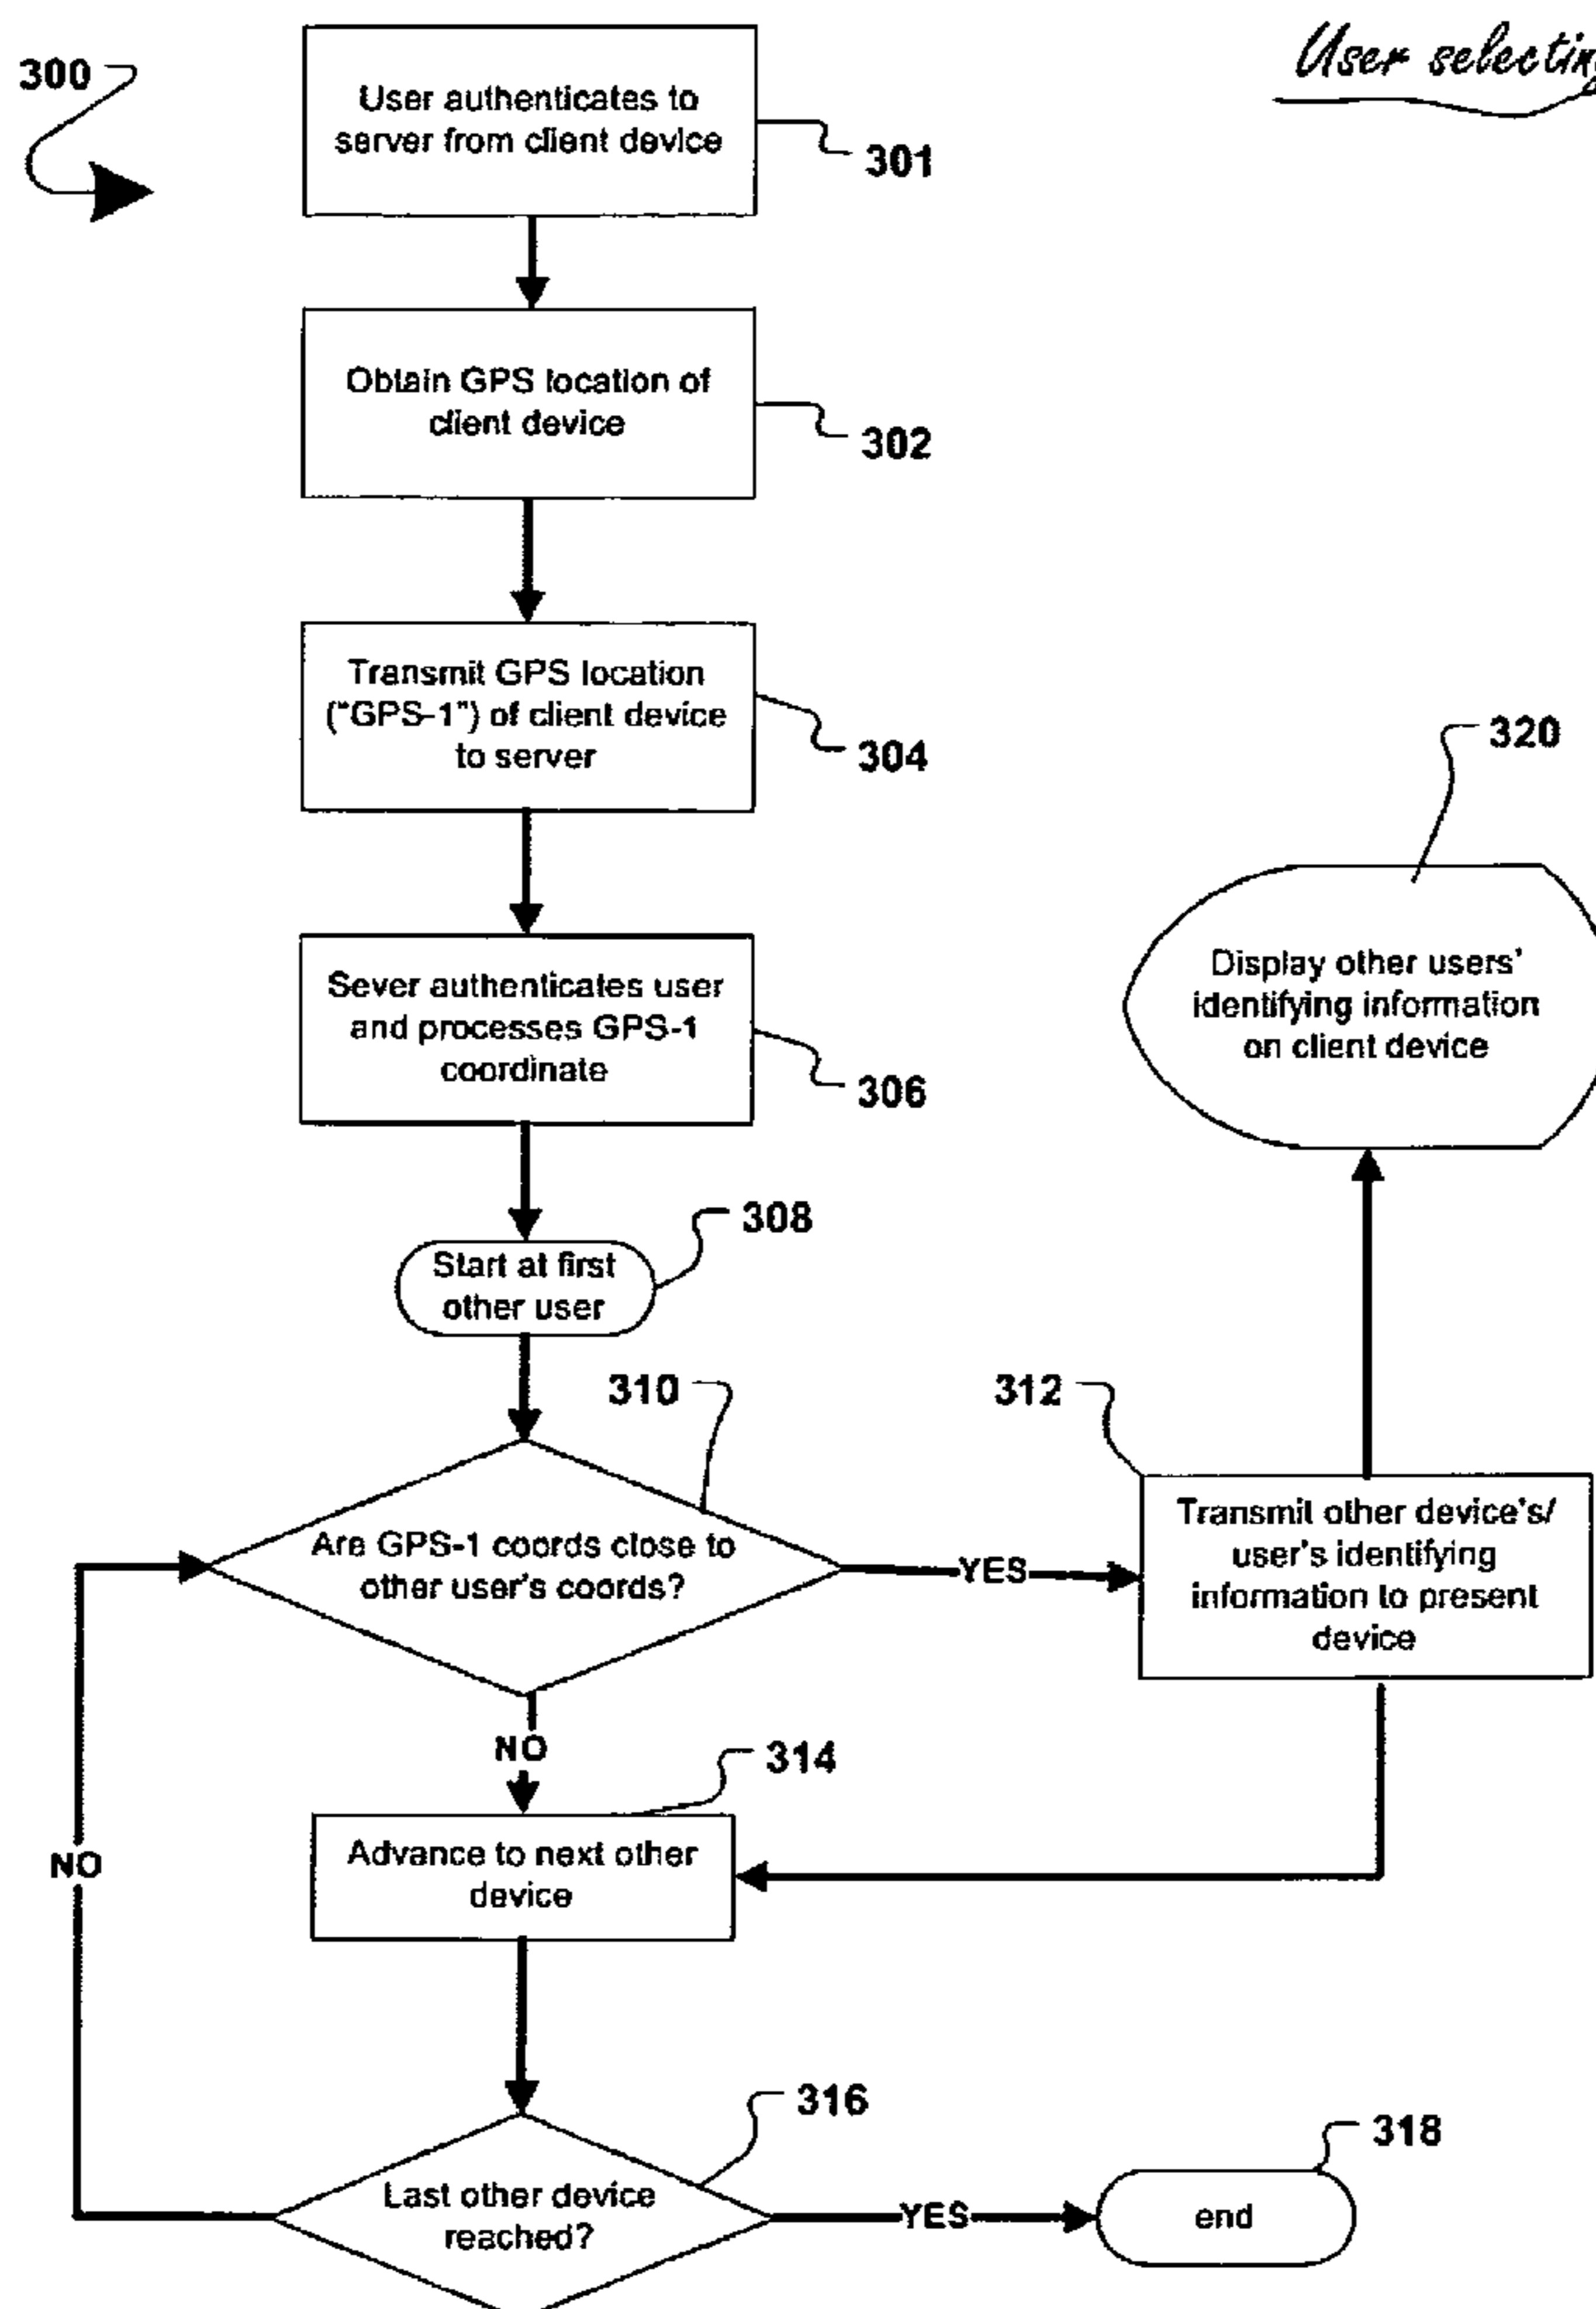 300
User selecting
User authenticates to
server from client device
301
Obtain GPS location of
client device
302
Transmit GPS location
("GPS-1") of client device
to server
304
320
Display other users'
identifying information
on client device
Sever authenticates user
and processes GPS-1
coordinate
306
Start at first
other user
308
310
312
Are GPS-1 coords close to
other user's coords?
YES
Transmit other device's/
user's identifying
information to present
device
NO
314
Advance to next other
device
NO
316
318
Last other device
reached?
YES
end